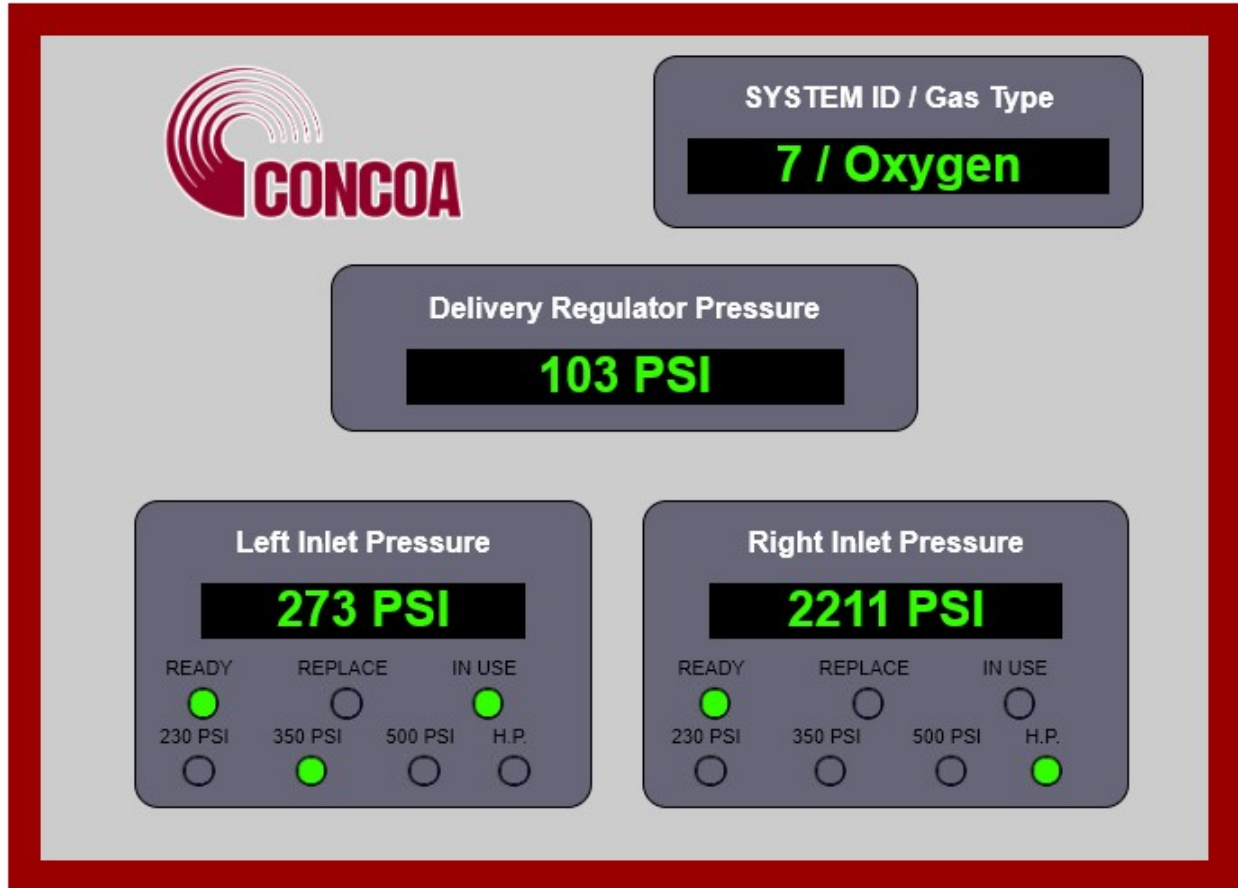 CONCOA
SYSTEM ID / Gas Type
7 / Oxygen
Delivery Regulator Pressure
103 PSI
Left Inlet Pressure
273 PSI
READY REPLACE IN USE
230 PSI 350 PSI 500 PSI H.P.
Right Inlet Pressure
2211 PSI
READY REPLACE IN USE
230 PSI 350 PSI 500 PSI H.P.